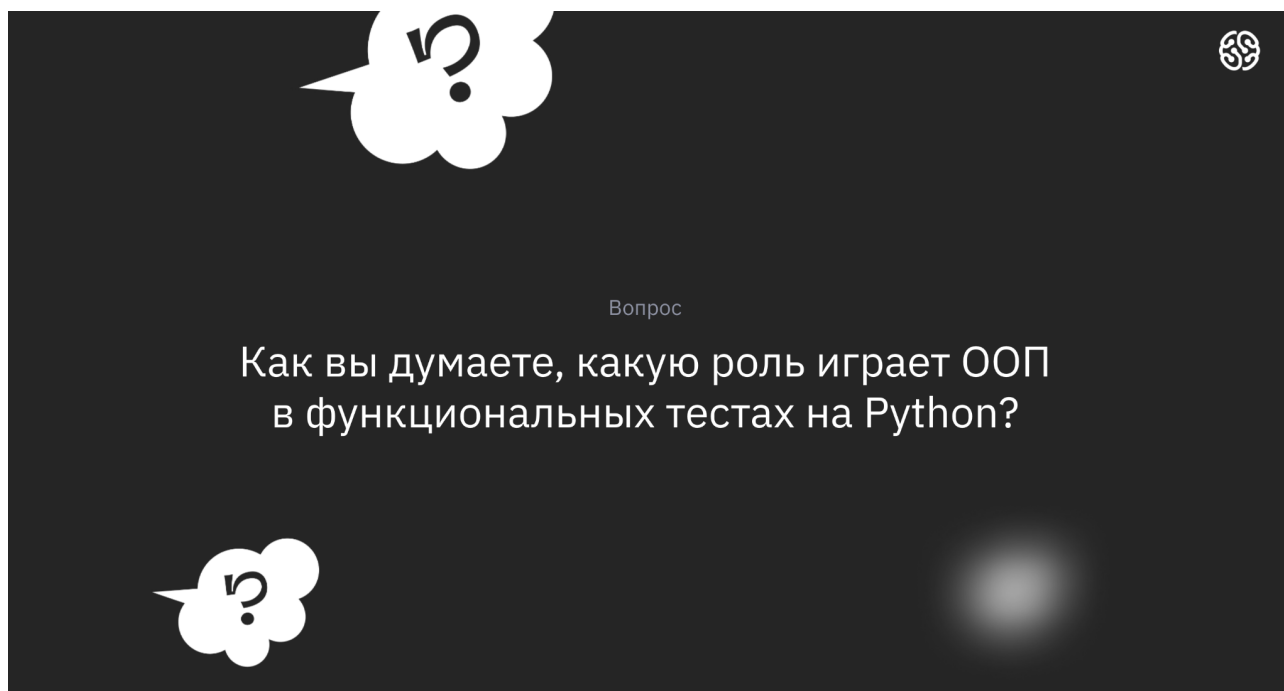 ?
Вопрос
Как вы думаете, какую роль играет ООП
в функциональных тестах на Python?
?